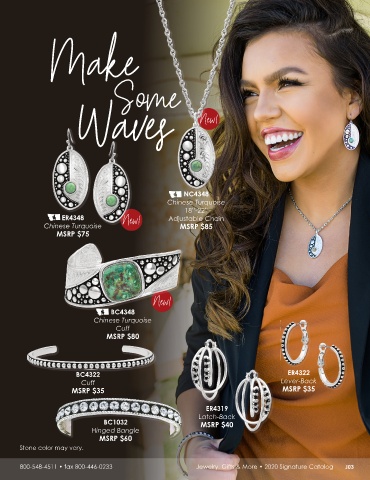 Make
Some
Waves
New!
NC4348
Chinese Turquoise
18"-22"
Adjustable Chain
MSRP $85
ER4348
Chinese Turquoise
MSRP $75
New!
BC4348
Chinese Turquoise
Cuff
MSRP $80
New!
BC4322
Cuff
MSRP $35
BC1032
Hinged Bangle
MSRP $60
ER4322
Lever-Back
MSRP $35
ER4319
Latch-Back
MSRP $40
Stone color may vary.
800-548-4511 • fax 800-446-0233
Jewelry, Gifts & More • 2020 Signature Catalog J03